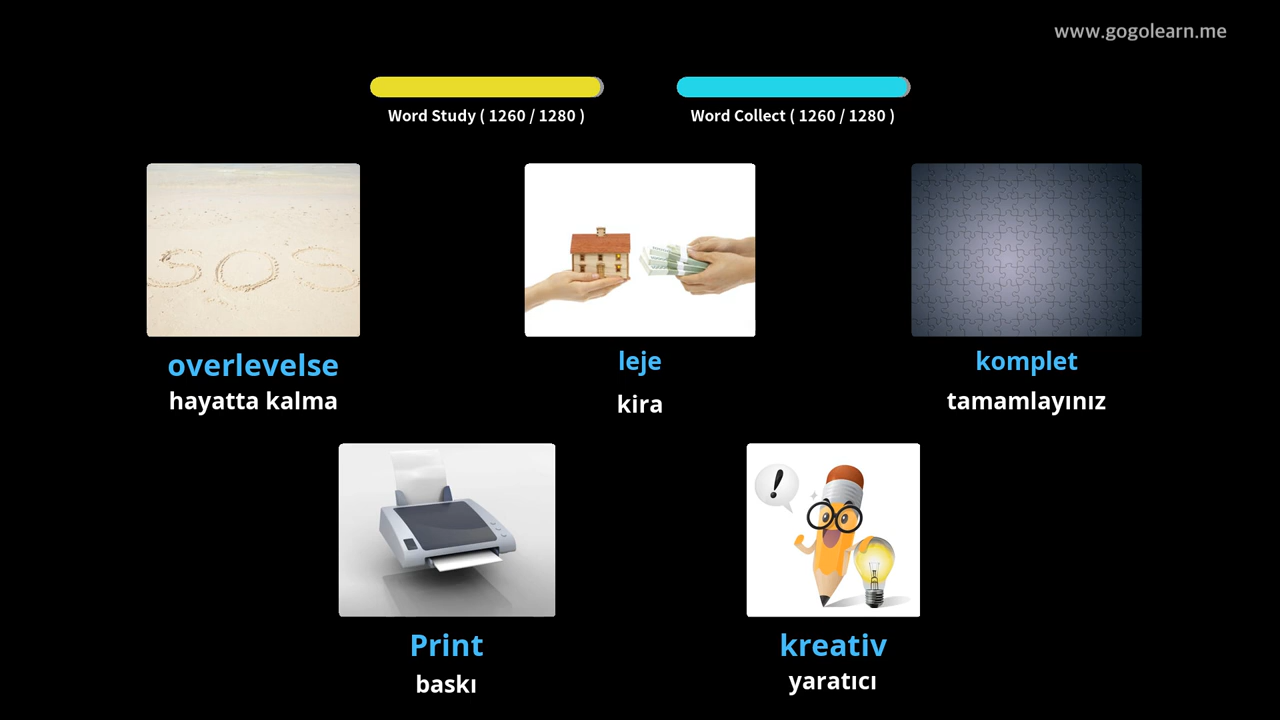 www.gogolearn.me
Word Study ( 1260 / 1280 )
Word Collect ( 1260 / 1280 )
SOS
overlevelse
hayatta kalma
leje
kira
komplet
tamamlayınız
!
Print
baskı
kreativ
yaratıcı